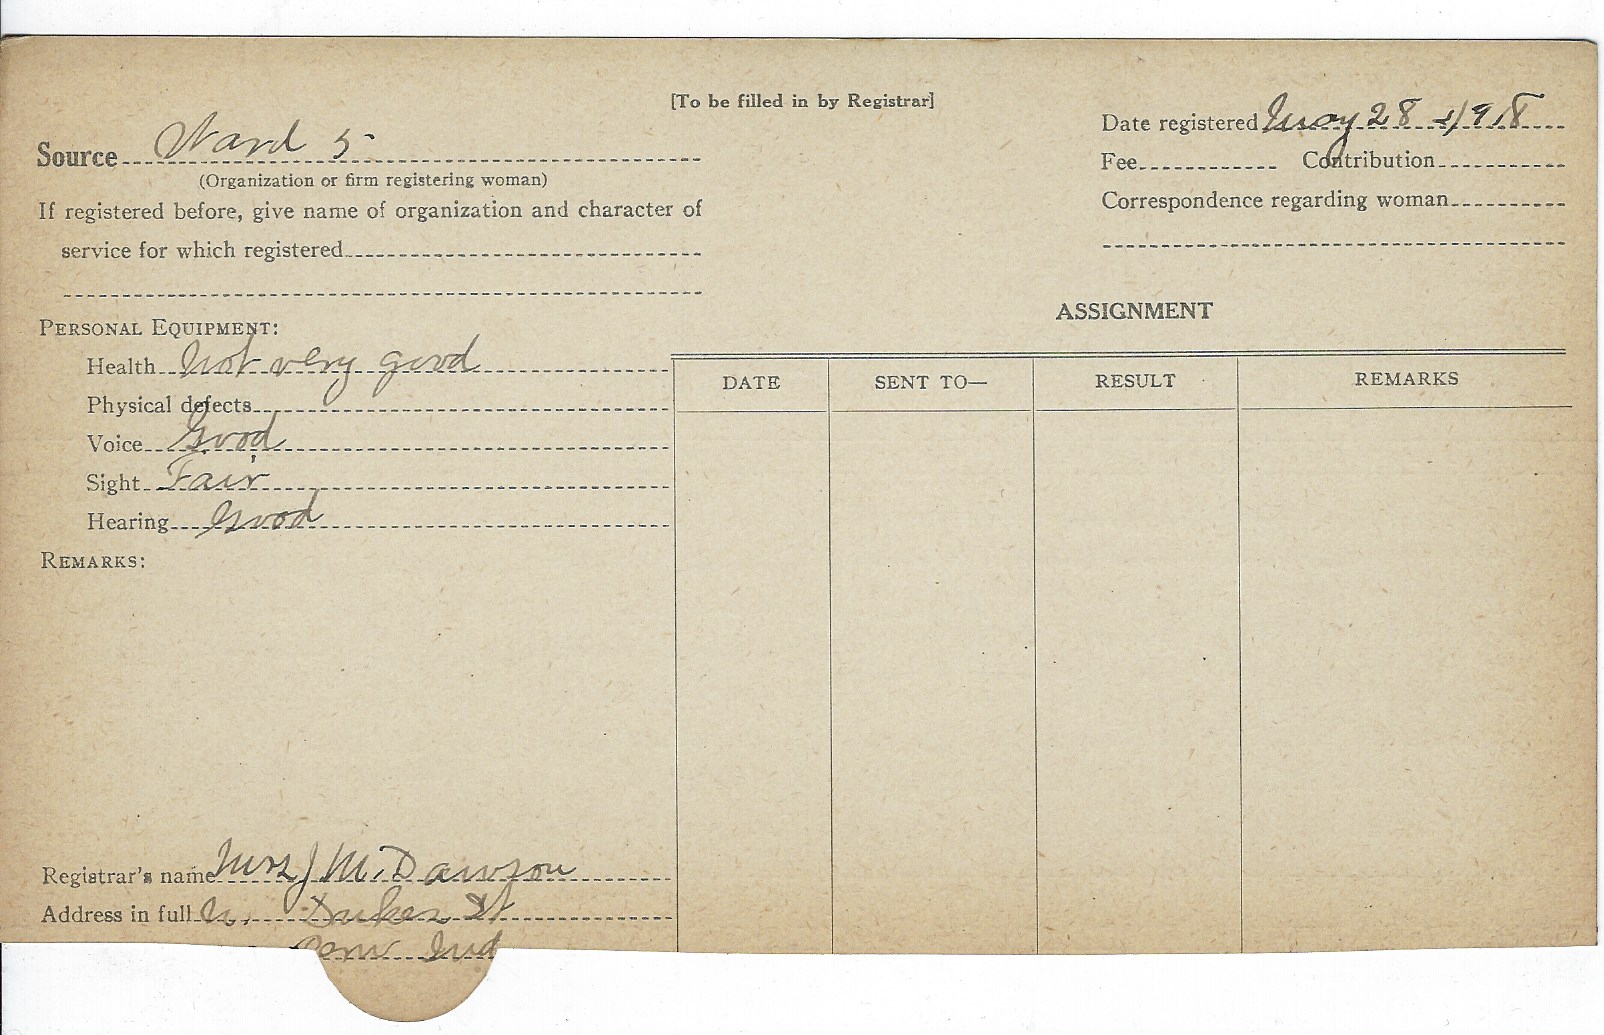 [To be filled in by Registrar]
Date registered May 28 1918
Source Ward 5
Fee Contribution
(Organization or firm registering woman)
Correspondence regarding woman
If registered before, give name of organization and character of
service for which registered
ASSIGNMENT
PERSONAL EQUIPMENT:
Health Not very good
Physical defects
Voice Good
Sight Fair
Hearing Good
DATE SENT TO— RESULT REMARKS
REMARKS:
Registrar's name Mrs J M. Dawson
Address in full N. Duke St
Ind